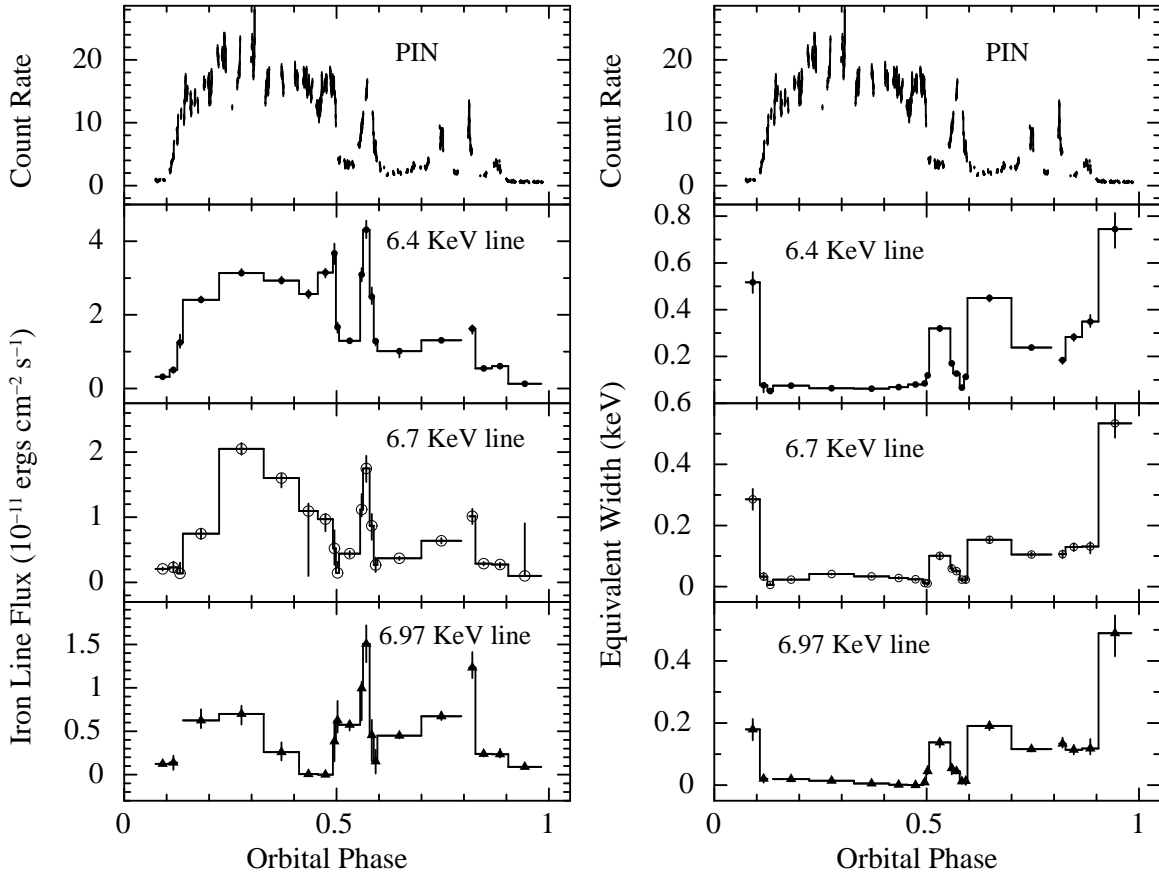 Count Rate
20
10
0
PIN
4
2
0
6.4 KeV line
Iron Line Flux (10⁻¹¹ ergs cm⁻² s⁻¹)
2
1
0
6.7 KeV line
1.5
1
0.5
0
6.97 KeV line
0 0.5 1
Orbital Phase
Count Rate
20
10
0
PIN
0.8
0.6
0.4
0.2
6.4 KeV line
Equivalent Width (keV)
0.6
0.4
0.2
0
6.7 KeV line
0.4
0.2
0
6.97 KeV line
0 0.5 1
Orbital Phase